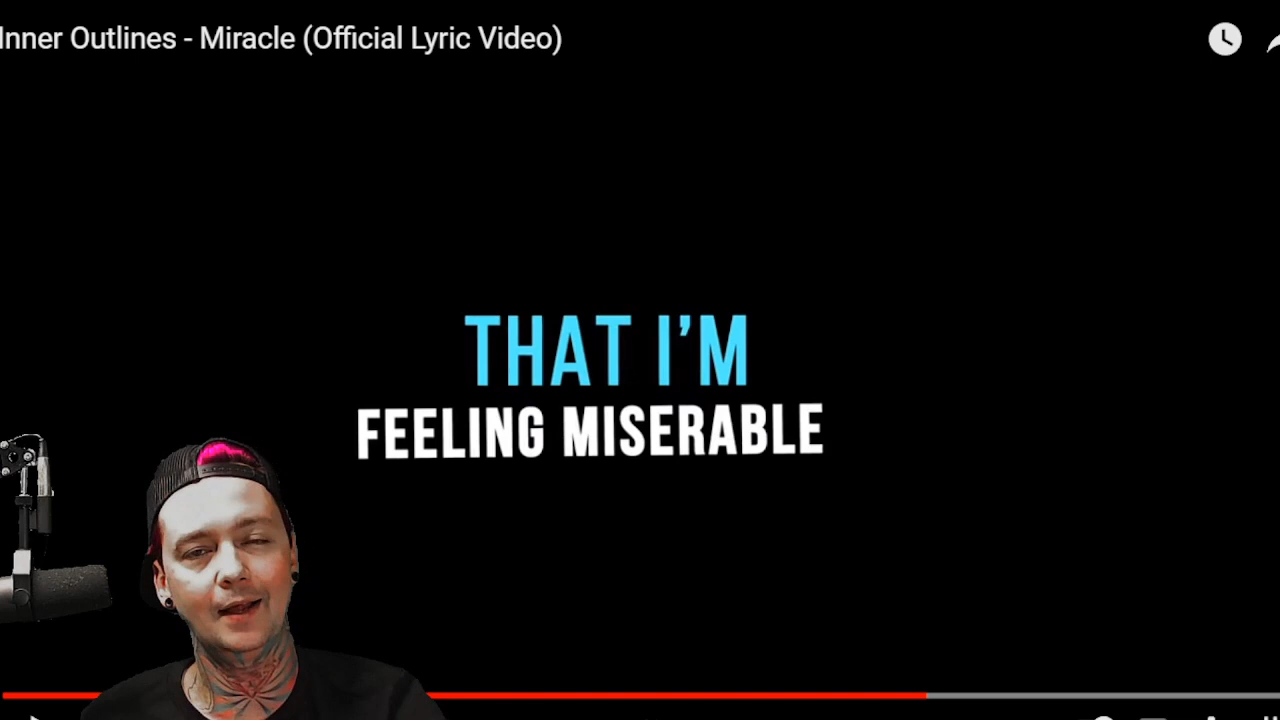 Inner Outlines - Miracle (Official Lyric Video)
THAT I'M
FEELING MISERABLE